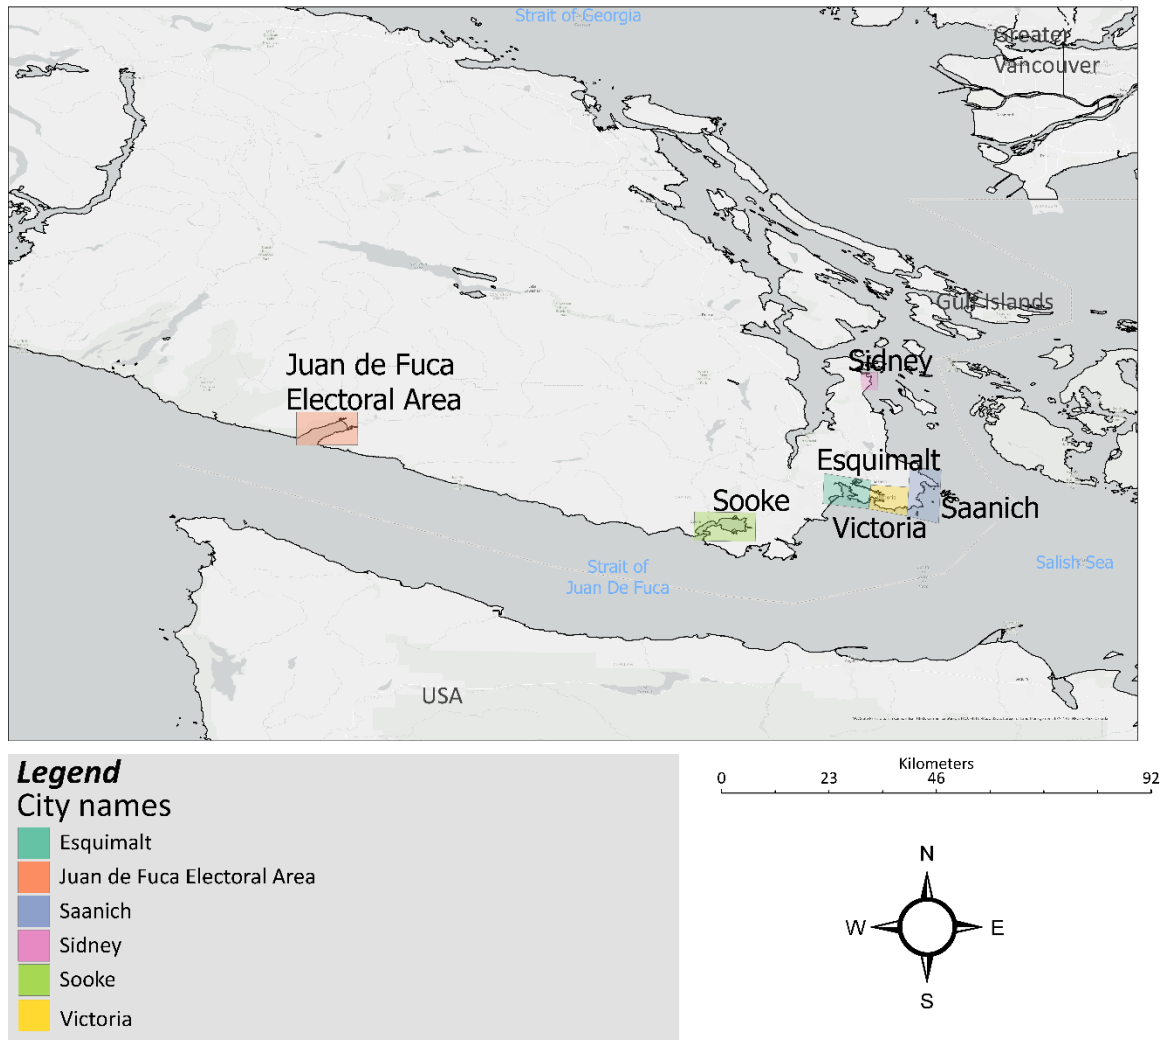 Strait of Georgia
Greater
Vancouver
Gulf Islands
Sidney
Juan de Fuca
Electoral Area
Esquimalt
Sooke
Saanich
Victoria
Strait of
Juan De Fuca
Salish Sea
USA
Legend
City names
Esquimalt
Juan de Fuca Electoral Area
Saanich
Sidney
Sooke
Victoria
Kilometers
0 23 46 92
N
W E
S